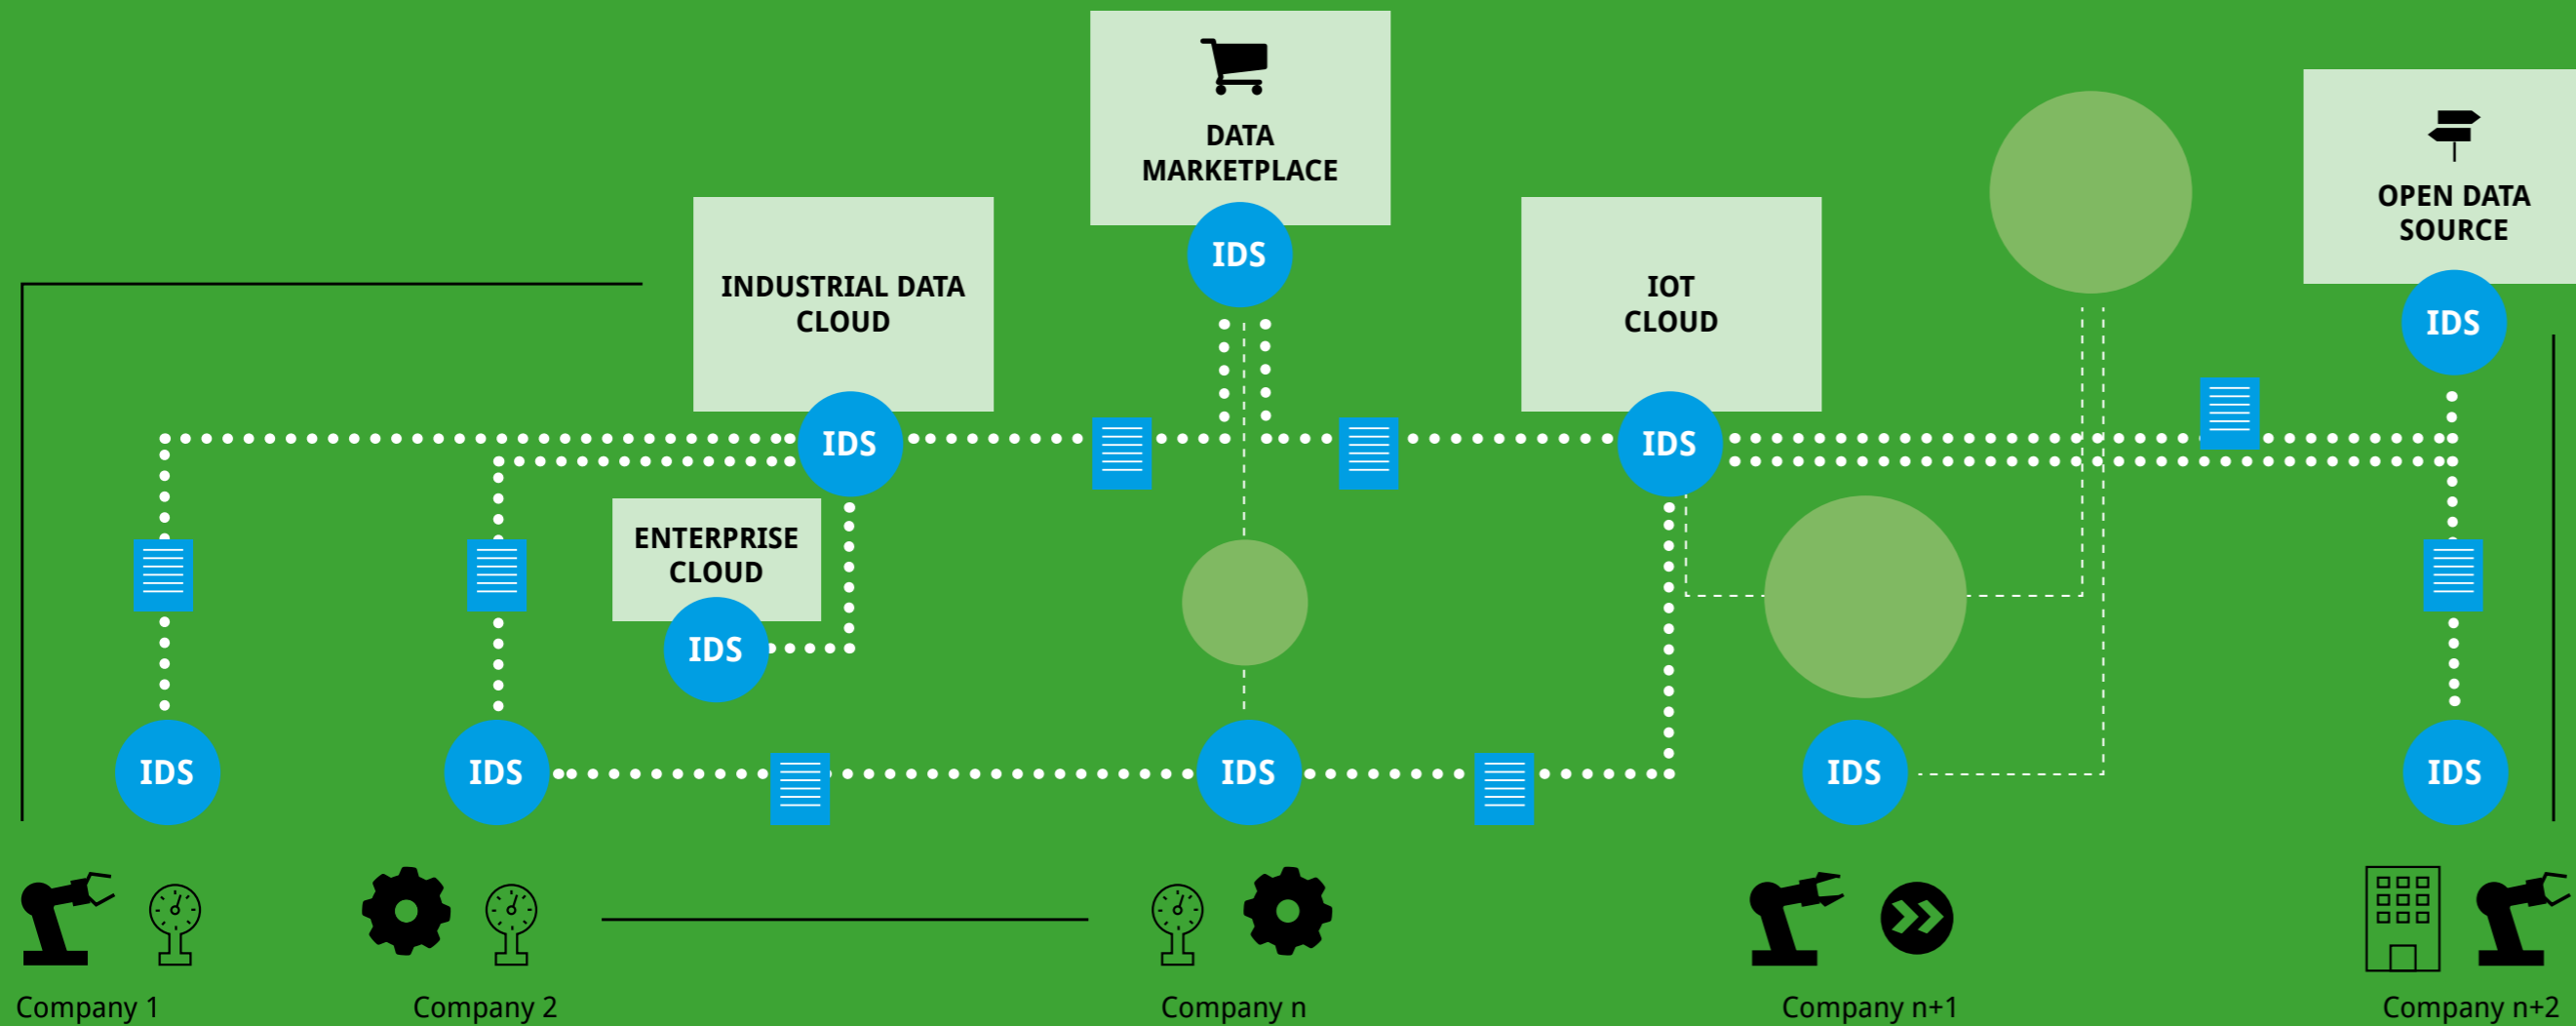 DATA
MARKETPLACE
OPEN DATA
SOURCE
IDS
INDUSTRIAL DATA
CLOUD
IOT
CLOUD
IDS
IDS
IDS
ENTERPRISE
CLOUD
IDS
IDS
IDS
IDS
IDS
IDS
Company 1
Company 2
Company n
Company n+1
Company n+2